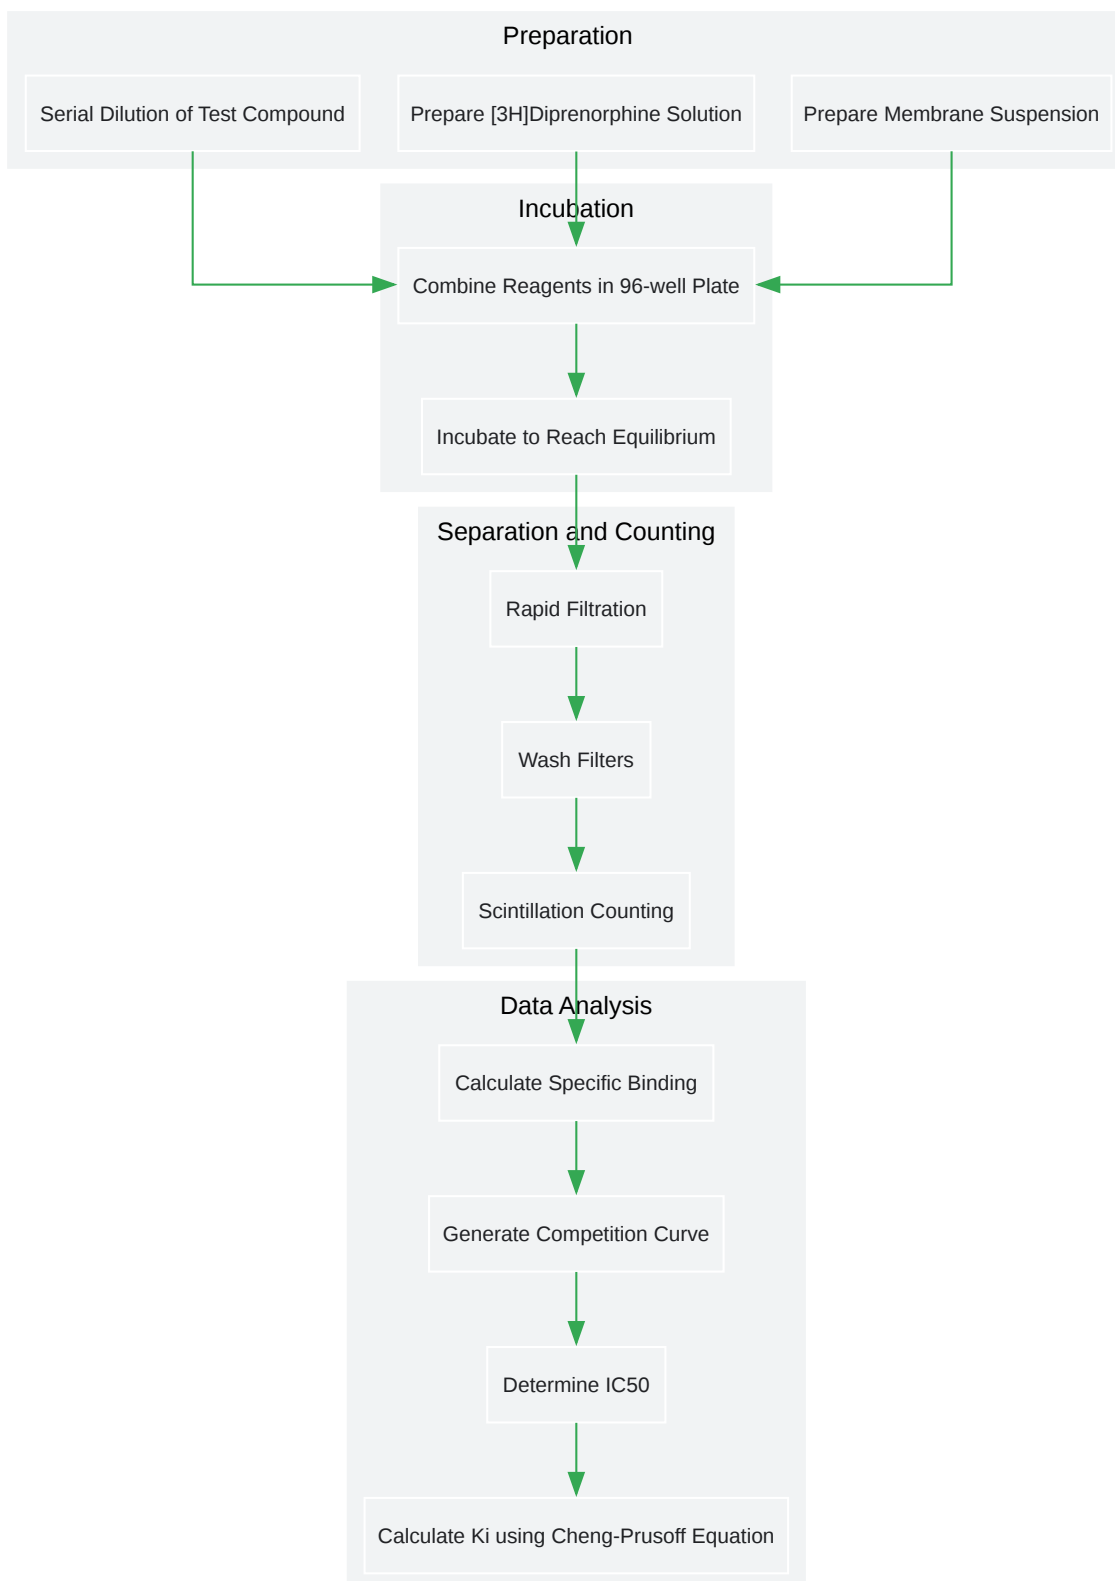 Preparation
Serial Dilution of Test Compound
Prepare [3H]Diprenorphine Solution
Prepare Membrane Suspension
Incubation
Combine Reagents in 96-well Plate
Incubate to Reach Equilibrium
Separation and Counting
Rapid Filtration
Wash Filters
Scintillation Counting
Data Analysis
Calculate Specific Binding
Generate Competition Curve
Determine IC50
Calculate Ki using Cheng-Prusoff Equation